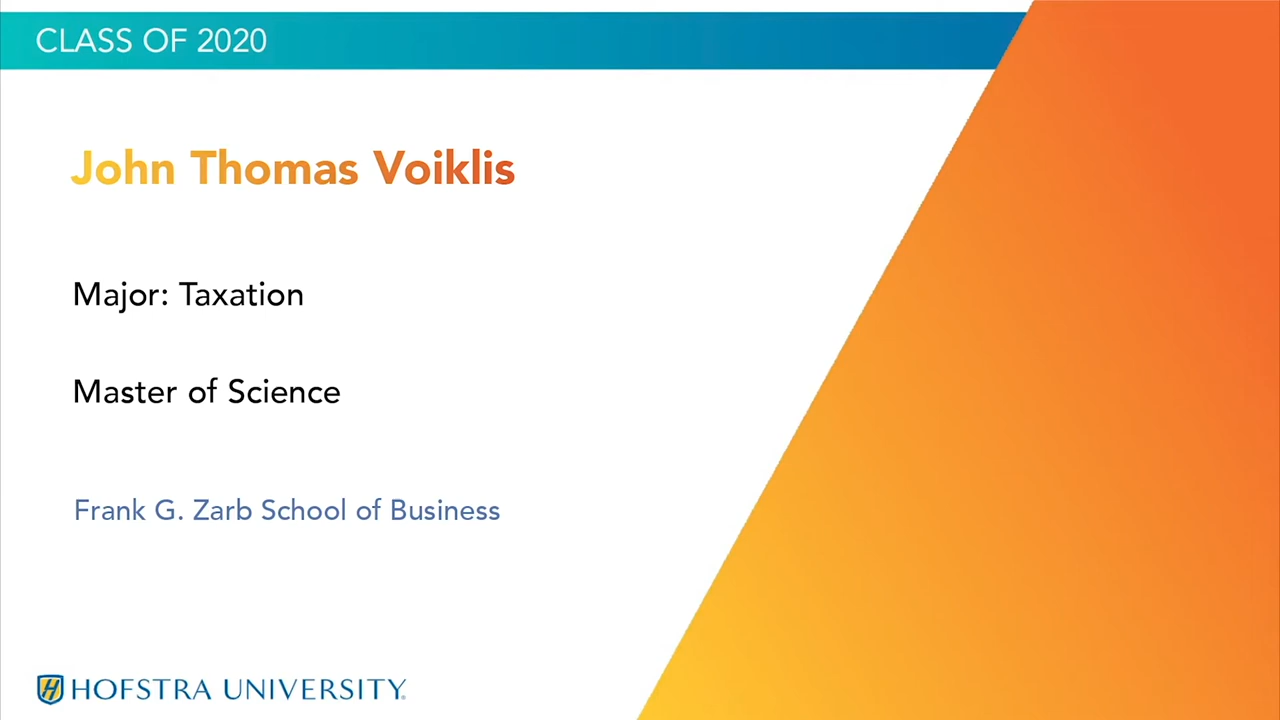 CLASS OF 2020
John Thomas Voiklis
Major: Taxation
Master of Science
Frank G. Zarb School of Business
HOFSTRA UNIVERSITY®